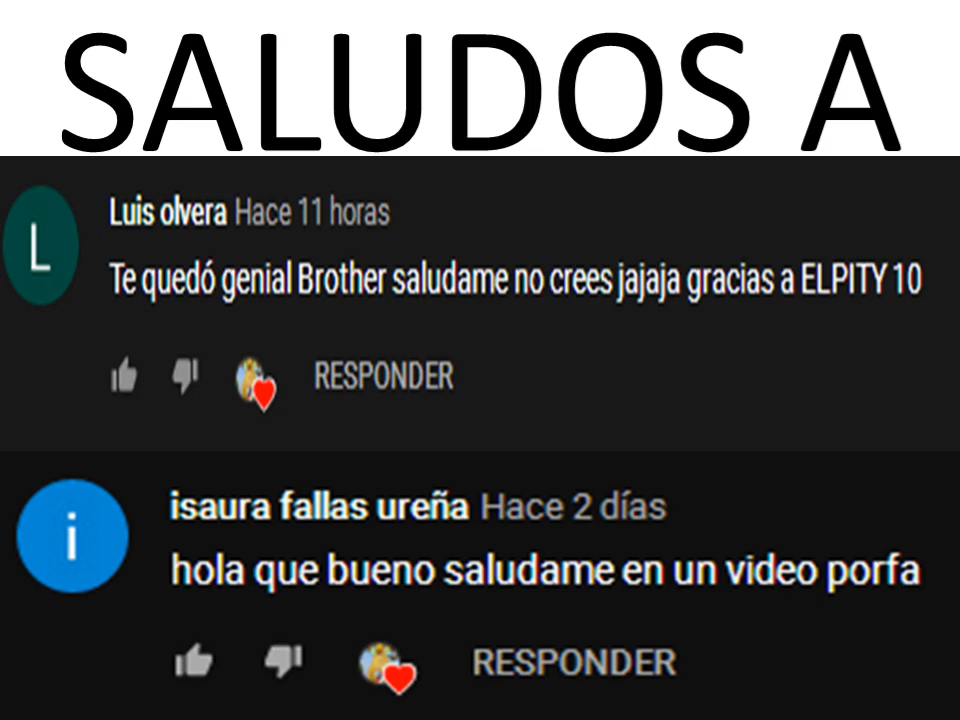 SALUDOS A
L
Luis olvera Hace 11 horas
Te quedó genial Brother saludame no crees jajaja gracias a ELPITY 10
RESPONDER
i
isaura fallas ureña Hace 2 días
hola que bueno saludame en un video porfa
RESPONDER